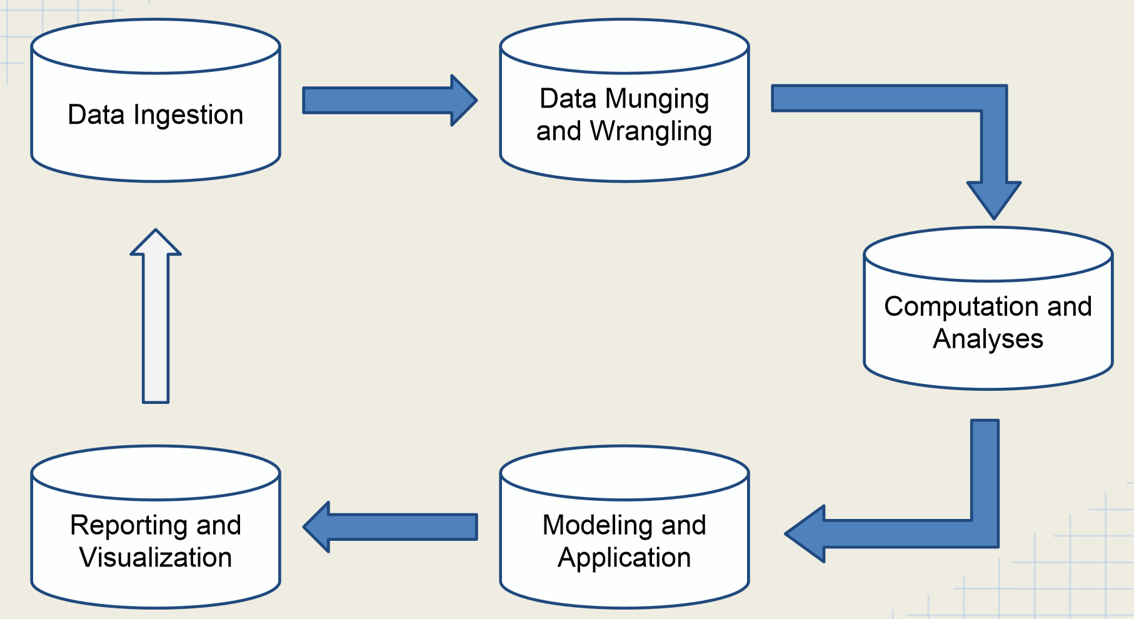 Data Ingestion
Data Munging
and Wrangling
Computation and
Analyses
Modeling and
Application
Reporting and
Visualization